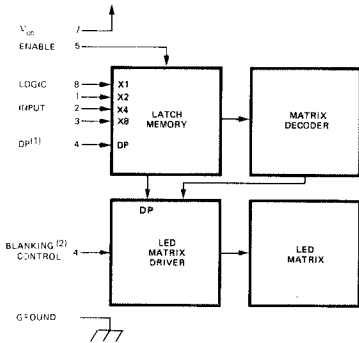 VCC 7
ENABLE 5
LOGIC 8 X1
1 X2
INPUT 2 X4
3 X8
DP(1) 4 DP
LATCH
MEMORY
MATRIX
DECODER
DP
BLANKING (2)
CONTROL 4
LED
MATRIX
DRIVER
LED
MATRIX
GROUND